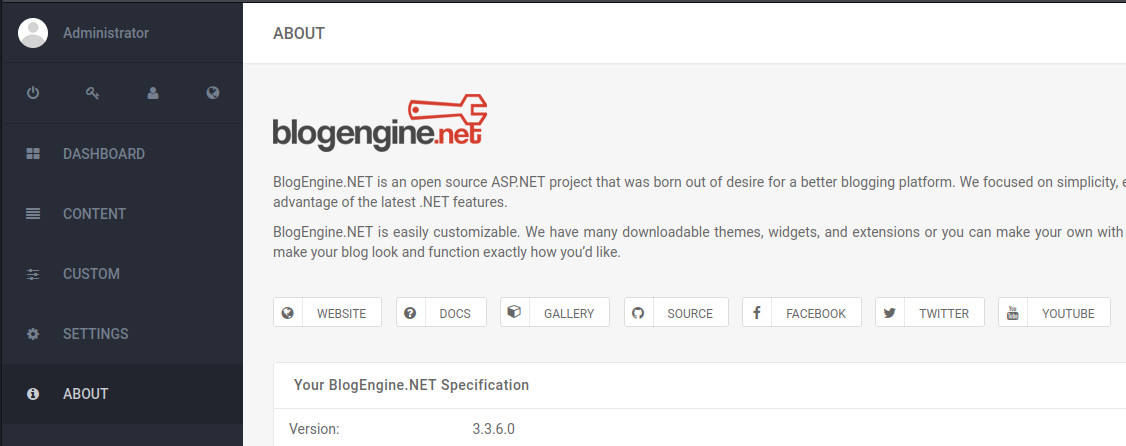 Administrator
ABOUT
blogengine.net
DASHBOARD
CONTENT
CUSTOM
SETTINGS
ABOUT
BlogEngine.NET is an open source ASP.NET project that was born out of desire for a better blogging platform. We focused on simplicity,
advantage of the latest .NET features.
BlogEngine.NET is easily customizable. We have many downloadable themes, widgets, and extensions or you can make your own with
make your blog look and function exactly how you’d like.
WEBSITE DOCS GALLERY SOURCE FACEBOOK TWITTER YOUTUBE
Your BlogEngine.NET Specification
Version: 3.3.6.0